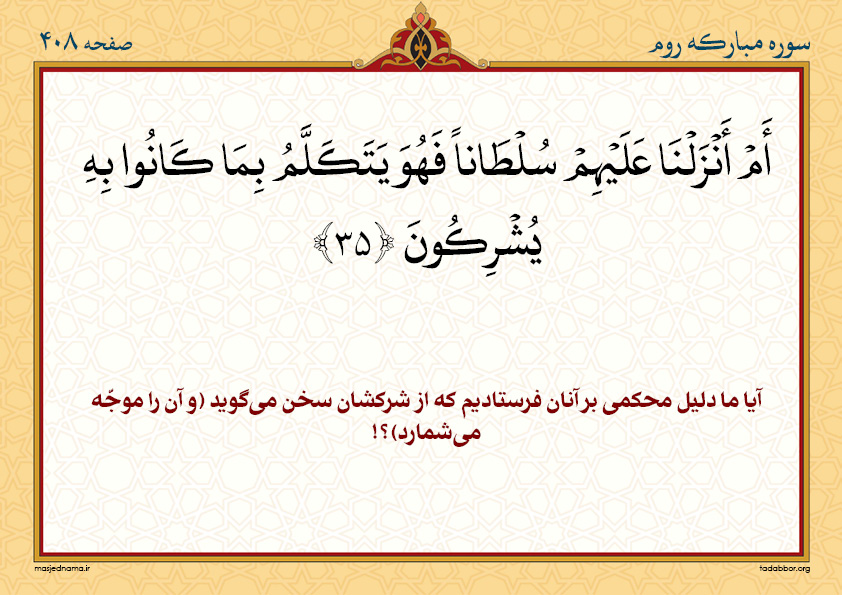 سوره مبارکه روم
صفحه ۴۰۸
أَمْ أَنْزَلْنَا عَلَيْهِمْ سُلْطَاناً فَهُوَ يَتَكَلَّمُ بِمَا كَانُوا بِهِ
يُشْرِكُونَ ﴿۳۵﴾
آیا ما دلیل محکمی بر آنان فرستادیم که از شرکشان سخن می‌گوید (و آن را موجّه
می‌شمارد)؟!
masjednama.ir
tadabbor.org